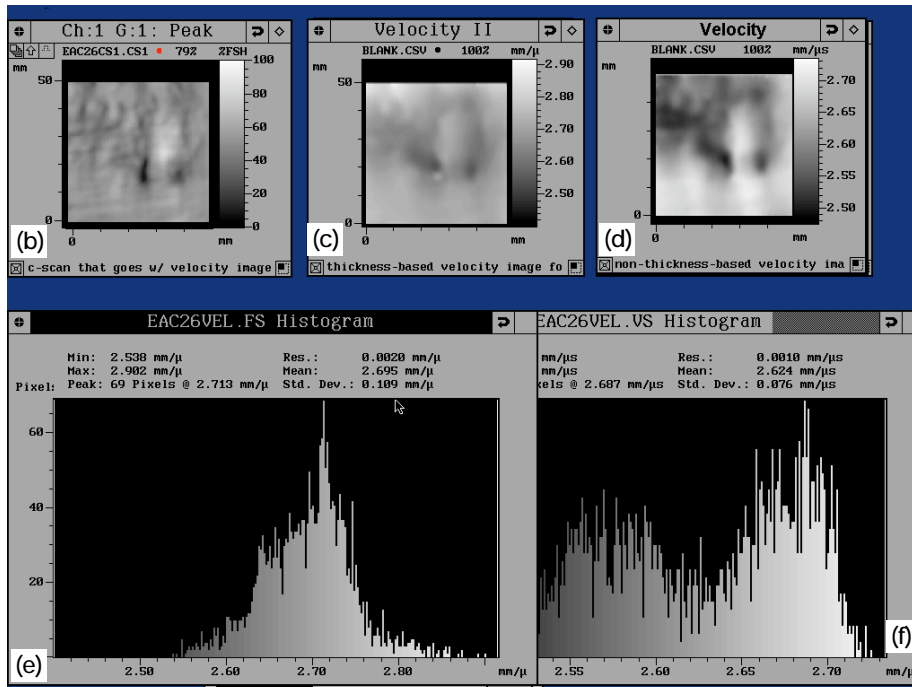 Ch:1 G:1: Peak
EAC26CS1.CS1 79% %FSH
mm
50
0
0
mm
100
80
60
40
20
0
(b)
c-scan that goes w/ velocity image
Velocity II
BLANK.CSV 100% mm/µ
mm
50
0
0
mm
2.90
2.80
2.70
2.60
2.50
(c)
thickness-based velocity image fo
Velocity
BLANK.CSV 100% mm/µs
mm
50
0
0
mm
2.70
2.65
2.60
2.55
2.50
(d)
non-thickness-based velocity ima
EAC26VEL.FS Histogram
Min: 2.538 mm/µ Res.: 0.0020 mm/µ
Max: 2.902 mm/µ Mean: 2.695 mm/µ
Peak: 69 Pixels @ 2.713 mm/µ Std. Dev.: 0.109 mm/µ
Pixels
60
40
20
2.50 2.60 2.70 2.80 mm/µ
(e)
EAC26VEL.VS Histogram
mm/µs Res.: 0.0010 mm/µs
mm/µs Mean: 2.624 mm/µs
xels @ 2.687 mm/µs Std. Dev.: 0.076 mm/µs
2.55 2.60 2.65 2.70 mm/µ
(f)